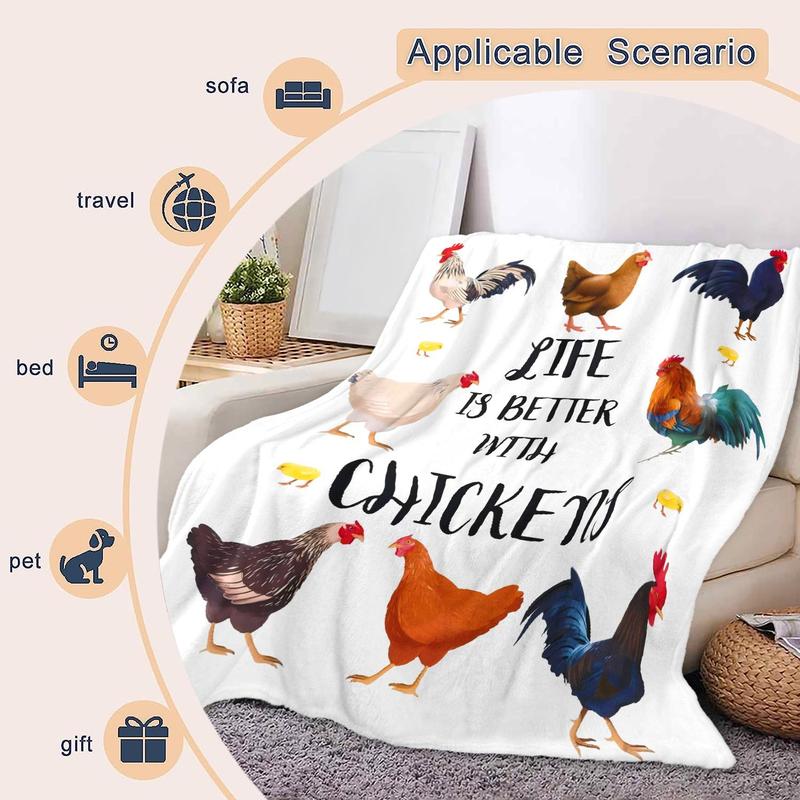 Applicable Scenario
sofa
travel
bed
pet
gift
LIFE
IS BETTER
WITH
CHICKENS